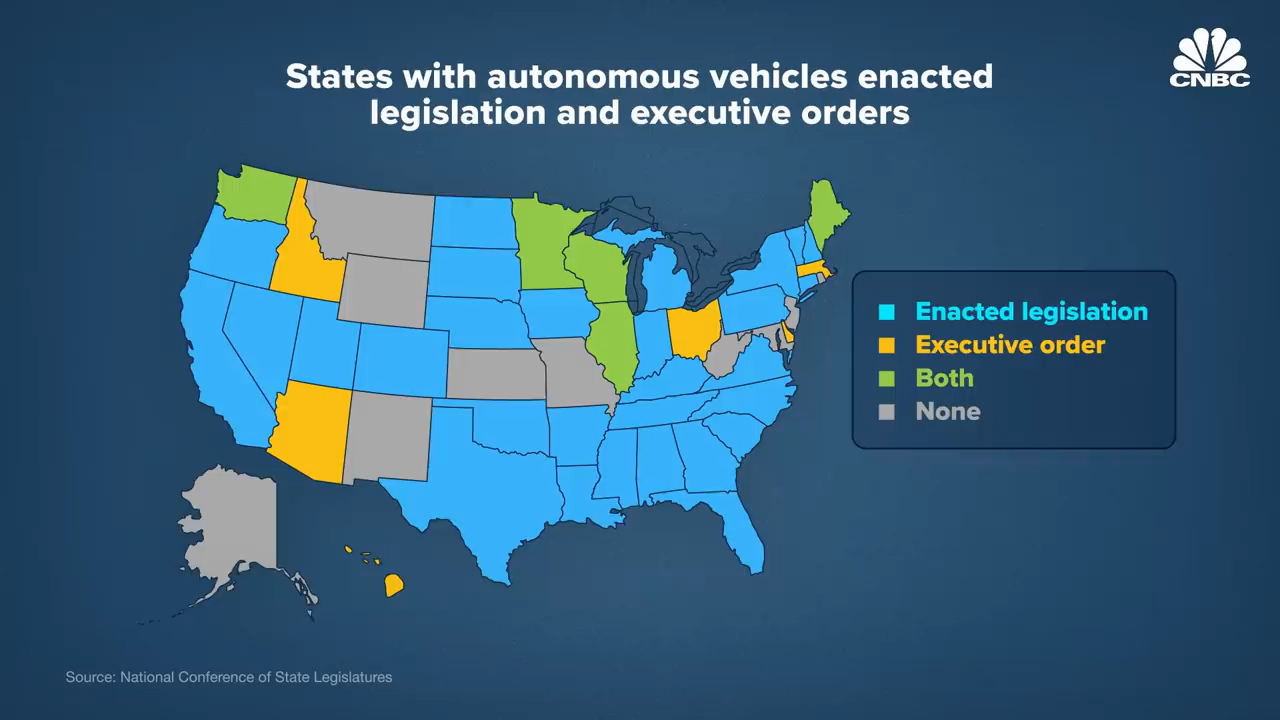 CNBC
States with autonomous vehicles enacted
legislation and executive orders
Enacted legislation
Executive order
Both
None
Source: National Conference of State Legislatures